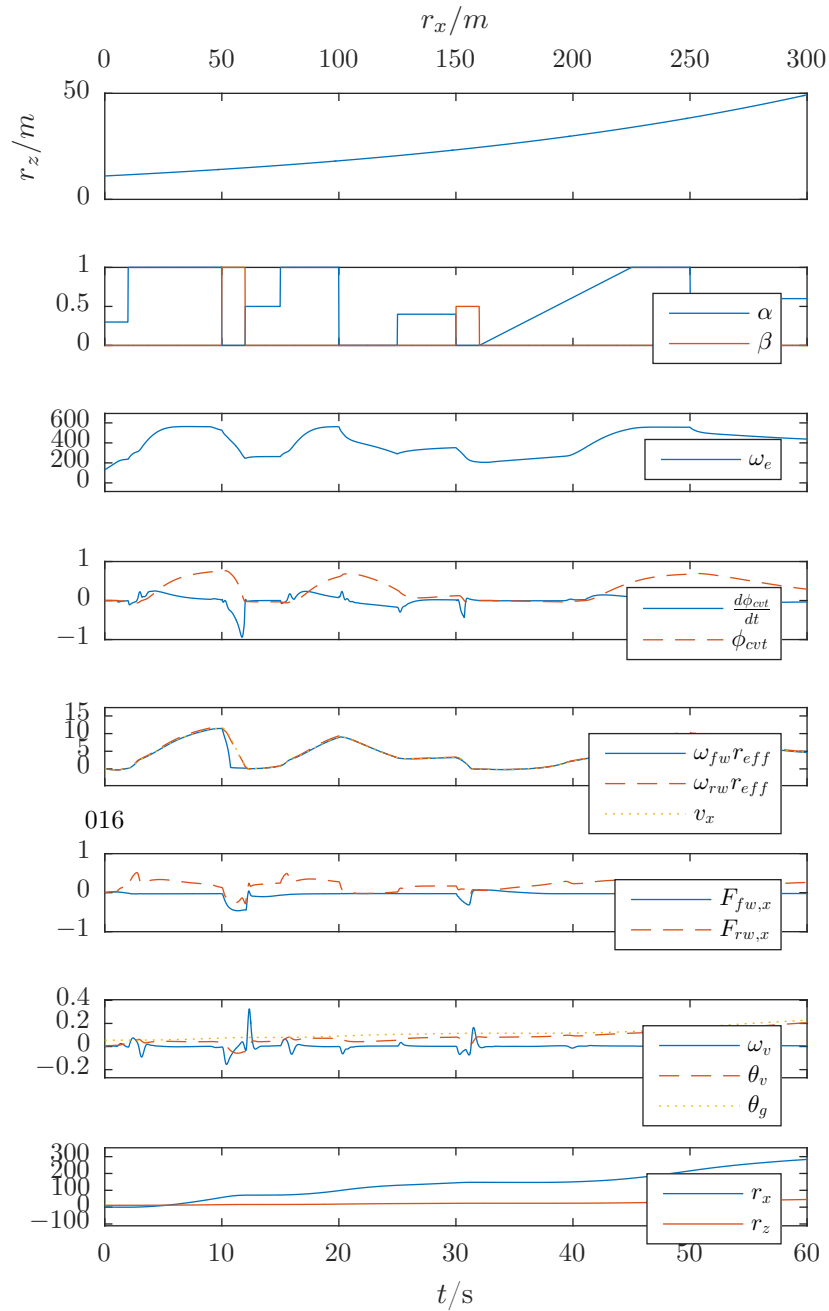 r_x/m
0 50 100 150 200 250 300
50
r_z/m
0
1
0.5
0
α
β
600
400
200
0
ω_e
1
0
−1
dϕ_cvt/dt
ϕ_cvt
15
10
5
0
ω_fw r_eff
ω_rw r_eff
v_x
016
1
0
−1
F_fw,x
F_rw,x
0.4
0.2
0
−0.2
ω_v
θ_v
θ_g
300
200
100
0
−100
r_x
r_z
0 10 20 30 40 50 60
t/s